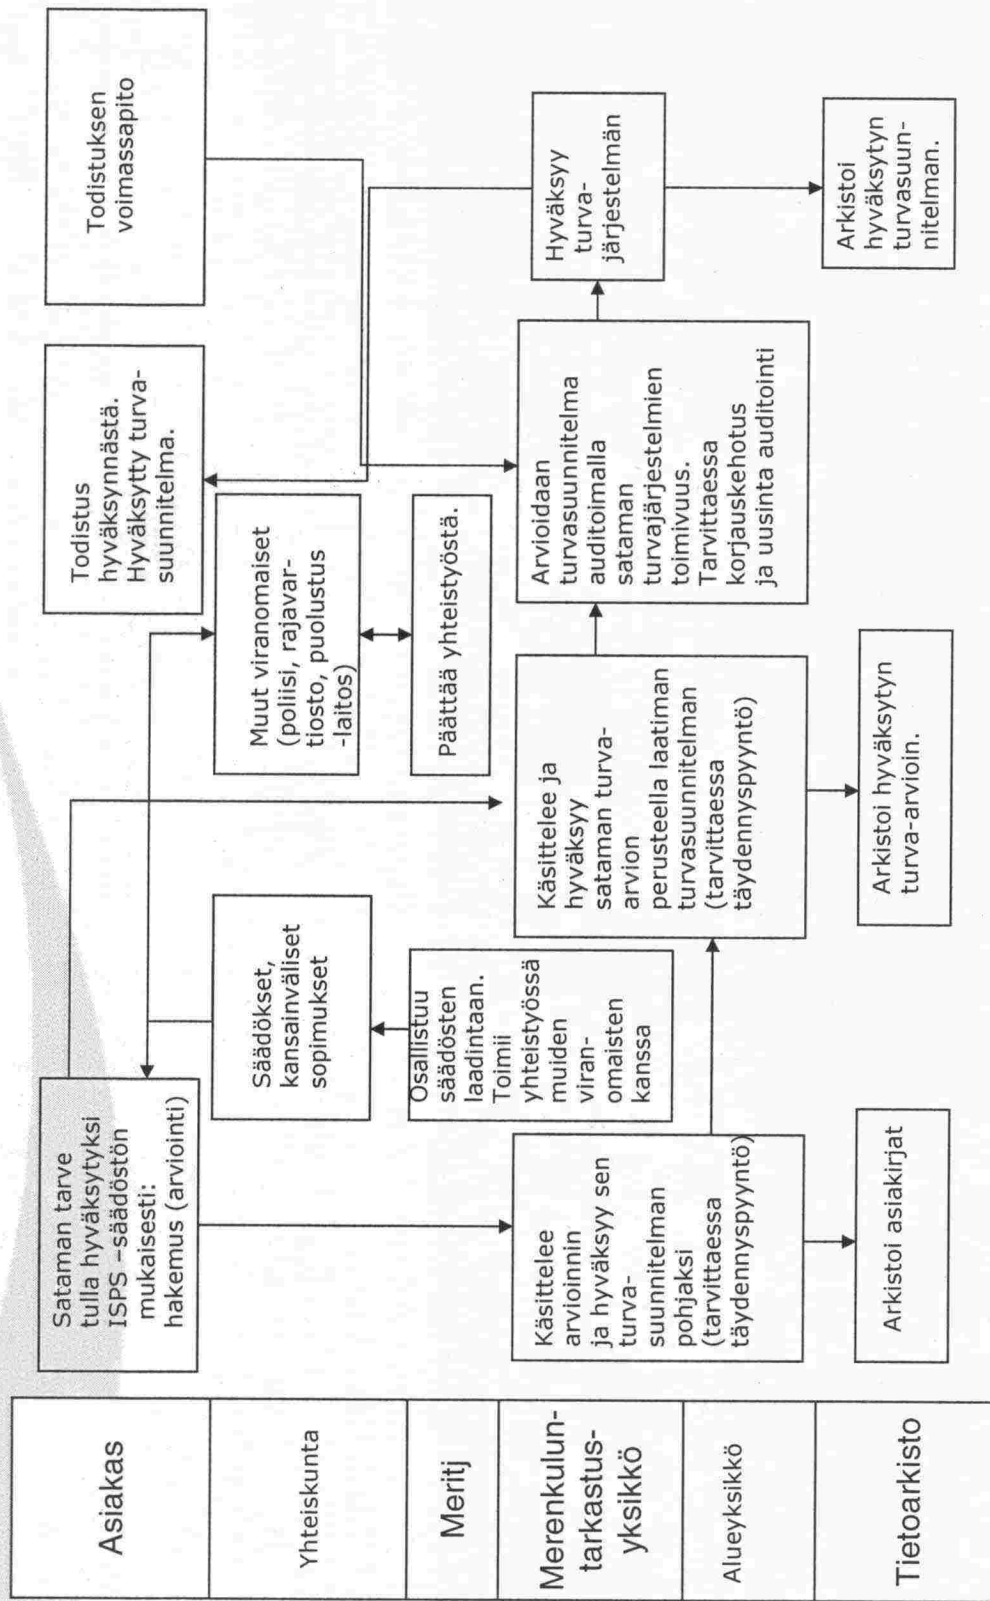 Asiakas
Sataman tarve
tulla hyväksytyksi
ISPS –säädöstön
mukaisesti:
hakemus (arviointi)
Todistus
hyväksynnästä.
Hyväksytty turva-
suunnitelma.
Todistuksen
voimassapito
Yhteiskunta
Säädökset,
kansainväliset
sopimukset
Muut viranomaiset
(poliisi, rajavar-
tiosto, puolustus
-laitos)
Meritj
Osallistuu
säädösten
laadintaan.
Toimii
yhteistyössä
muiden
viran-
omaisten
kanssa
Päättää yhteistyöstä.
Merenkulun-
tarkastus-
yksikkö
Alueyksikkö
Käsittelee
arvioinnin
ja hyväksyy sen
turva-
suunnitelman
pohjaksi
(tarvittaessa
täydennyspyyntö)
Käsittelee ja
hyväksyy
sataman turva-
arvion
perusteella laatiman
turvasuunnitelman
(tarvittaessa
täydennyspyyntö)
Arvioidaan
turvasuunnitelma
auditoimalla
sataman
turvajärjestelmien
toimivuus.
Tarvittaessa
korjauskehotus
ja uusinta auditointi
Hyväksyy
turva-
järjestelmän
Tietoarkisto
Arkistoi asiakirjat
Arkistoi hyväksytyn
turva-arvioin.
Arkistoi
hyväksytyn
turvasuun-
nitelman.